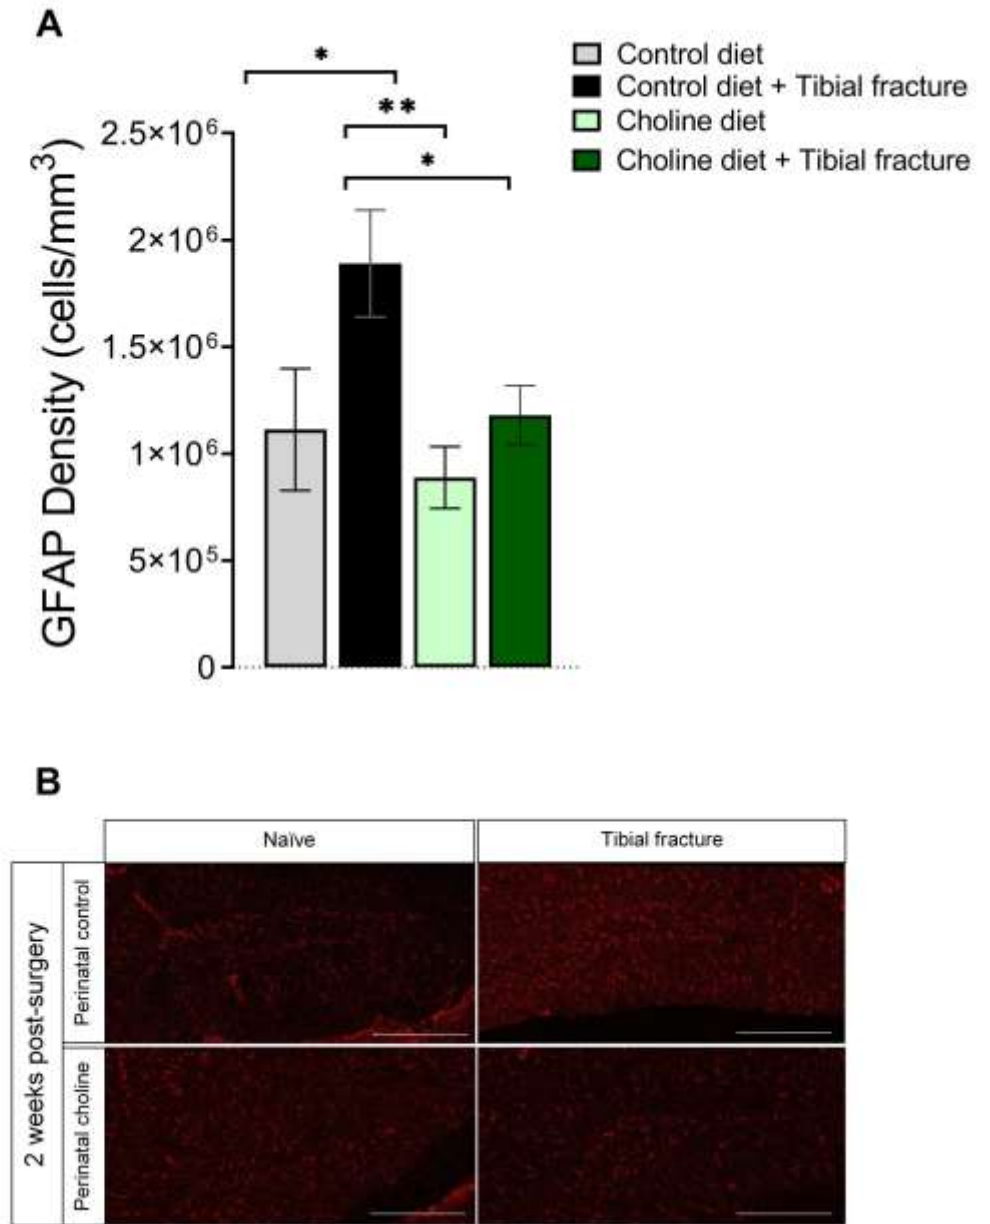 A
*
**
*
Control diet
Control diet + Tibial fracture
Choline diet
Choline diet + Tibial fracture
GFAP Density (cells/mm³)
2.5×10⁶
2×10⁶
1.5×10⁶
1×10⁶
5×10⁵
0
B
Naïve
Tibial fracture
2 weeks post-surgery
Perinatal control
Perinatal choline